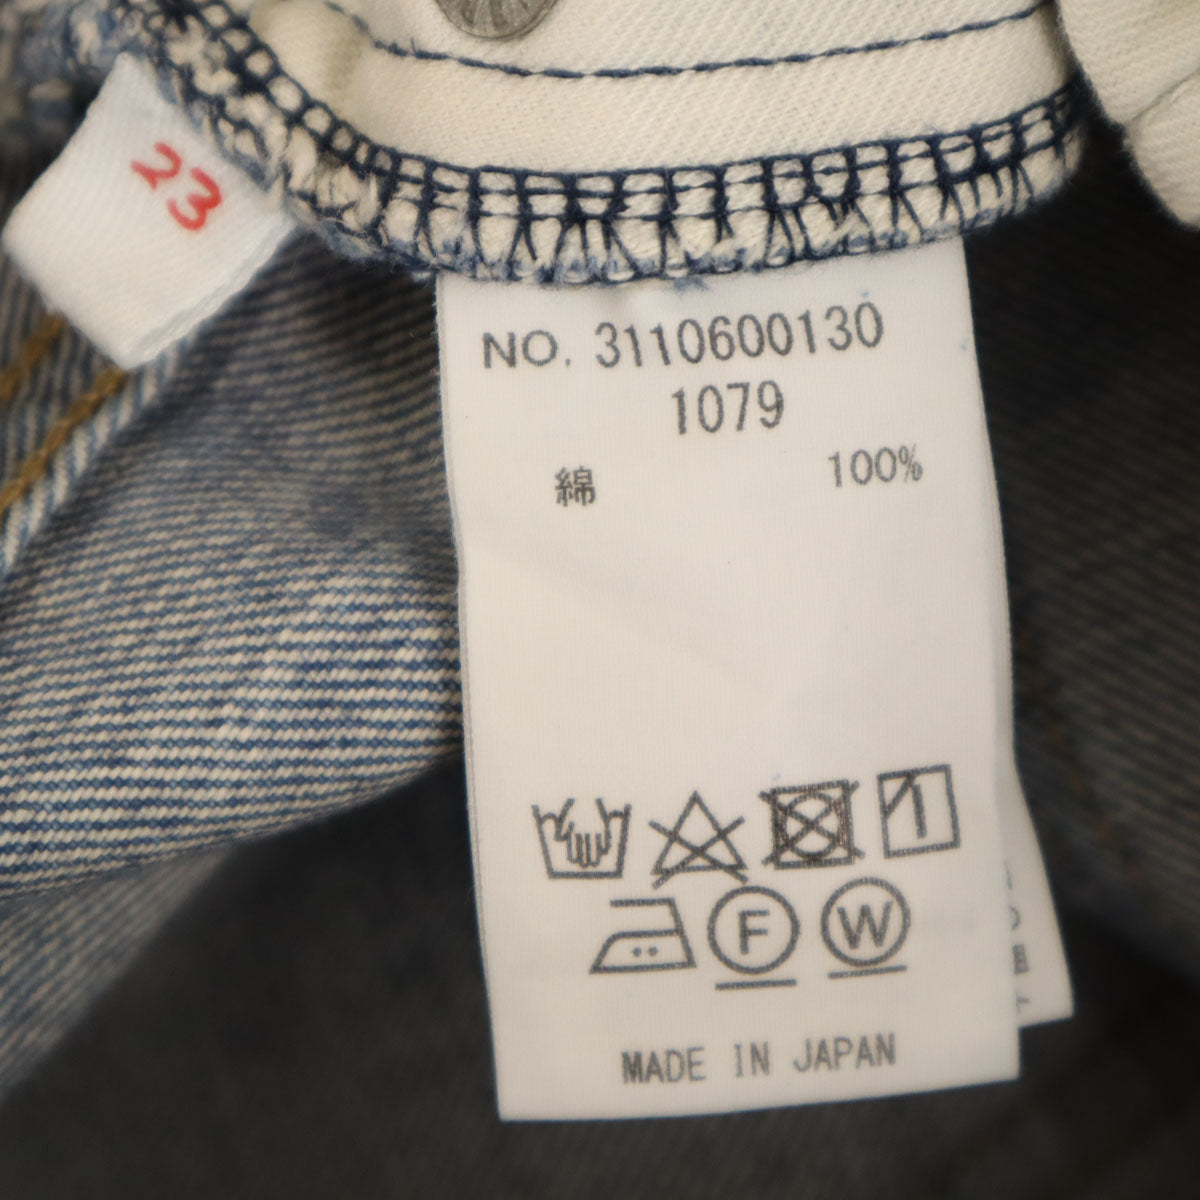 23
NO. 3110600130
1079
綿 100%
F W
MADE IN JAPAN